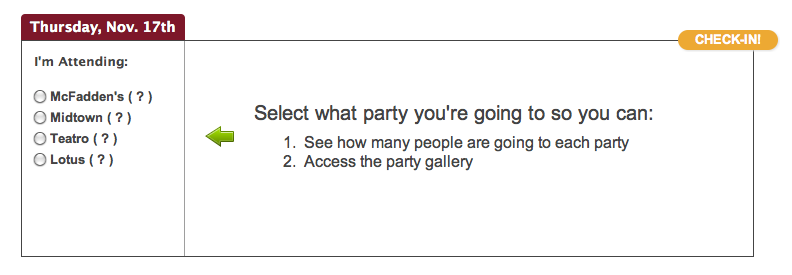 Thursday, Nov. 17th
CHECK-IN!
I'm Attending:
McFadden's ( ? )
Midtown ( ? )
Teatro ( ? )
Lotus ( ? )
Select what party you're going to so you can:
1. See how many people are going to each party
2. Access the party gallery